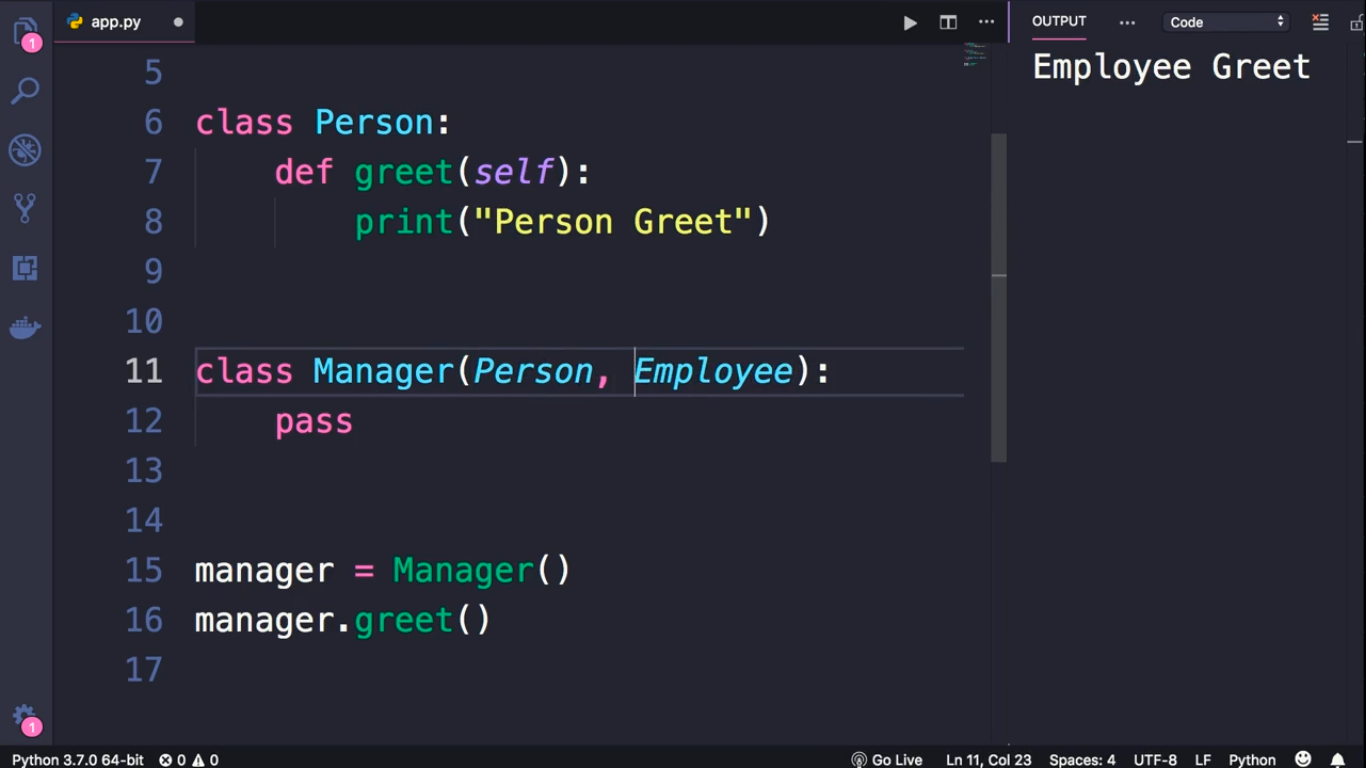 app.py
OUTPUT
Code
1
Employee Greet
5
6 class Person:
7 def greet(self):
8 print("Person Greet")
9
10
11 class Manager(Person, Employee):
12 pass
13
14
15 manager = Manager()
16 manager.greet()
17
1
Python 3.7.0 64-bit 0 0 Go Live Ln 11, Col 23 Spaces: 4 UTF-8 LF Python